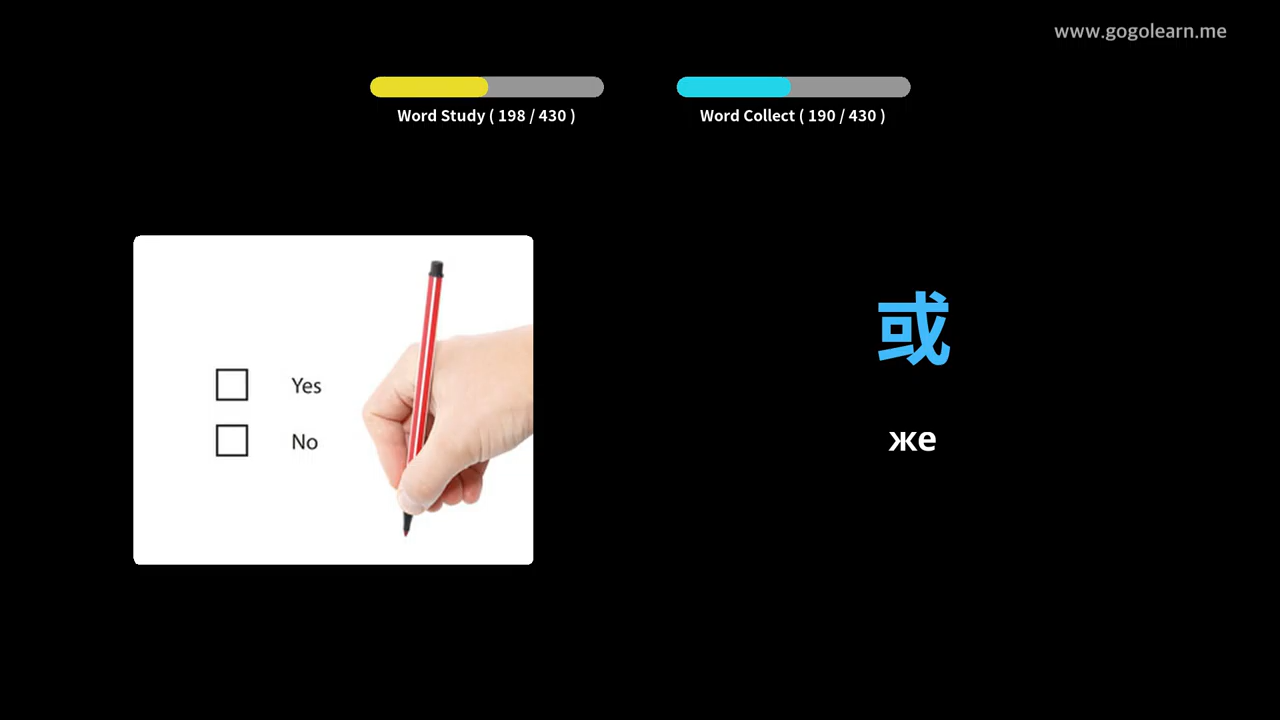 www.gogolearn.me
Word Study ( 198 / 430 )
Word Collect ( 190 / 430 )
Yes
No
或
же